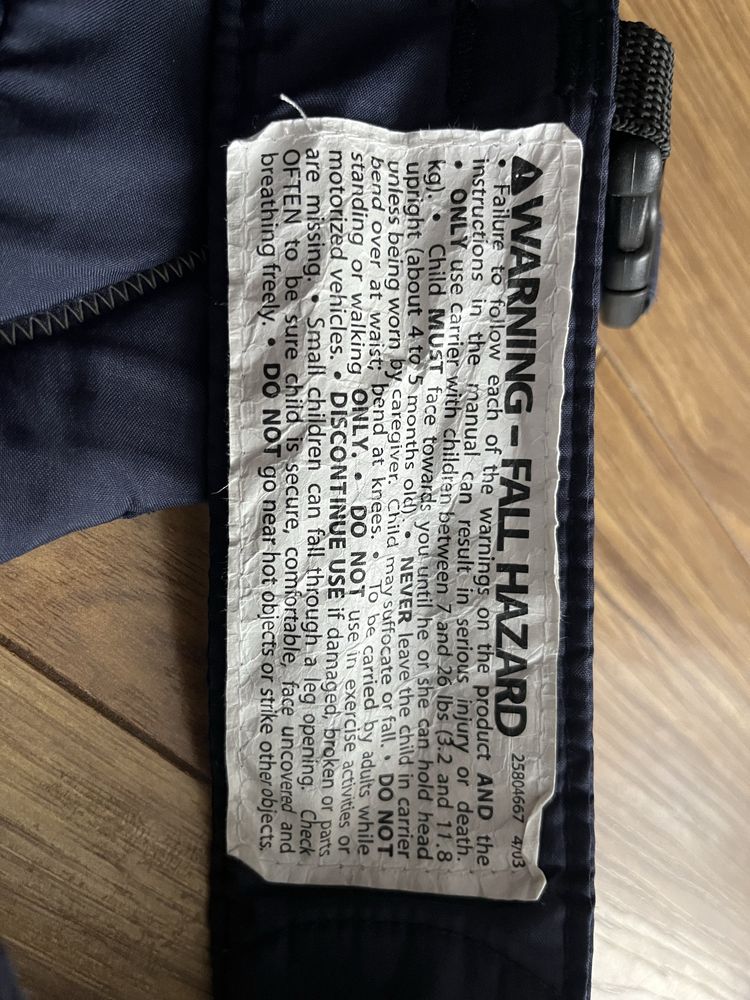 ⚠WARNING - FALL HAZARD 25804667 4/03
• Failure to follow each of the warnings on the product AND the
instructions in the manual can result in serious injury or death.
• ONLY use carrier with children between 7 and 26 lbs (3.2 and 11.8
kg). • Child MUST face towards you until he or she can hold head
upright (about 4 to 5 months old) • NEVER leave the child in carrier
unless being worn by caregiver. Child may suffocate or fall. • DO NOT
bend over at waist; bend at knees. • To be carried by adults while
standing or walking ONLY. • DO NOT use in exercise activities or
motorized vehicles. • DISCONTINUE USE if damaged, broken or parts
are missing. • Small children can fall through a leg opening. Check
OFTEN to be sure child is secure, comfortable, face uncovered and
breathing freely. • DO NOT go near hot objects or strike other objects.